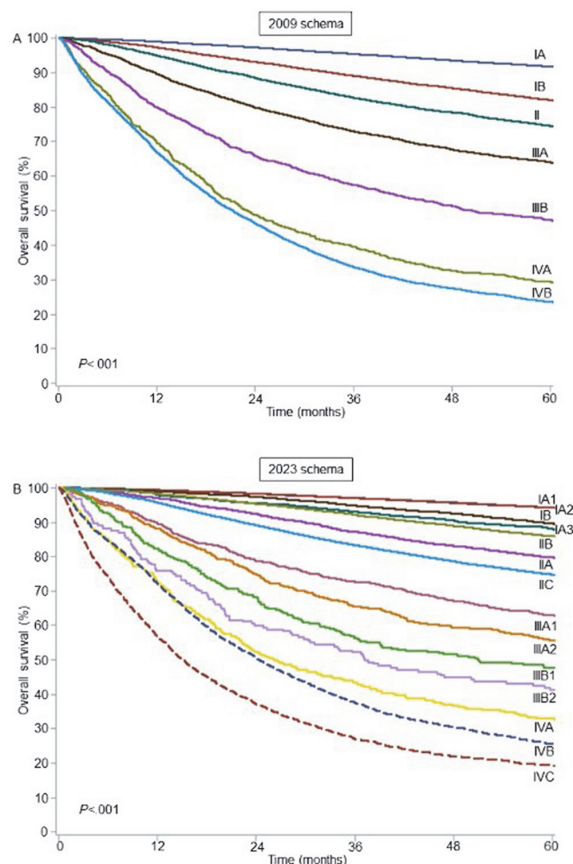 2009 schema
A
100
90
80
70
60
50
40
30
20
10
0
Overall survival (%)
IA
IB
II
IIIA
IIIB
IVA
IVB
P<.001
0 12 24 36 48 60
Time (months)
2023 schema
B
100
90
80
70
60
50
40
30
20
10
0
Overall survival (%)
IA1
IA2
IB
IA3
IIB
IIA
IIC
IIIA1
IIIA2
IIIB1
IIIB2
IVA
IVB
IVC
P<.001
0 12 24 36 48 60
Time (months)